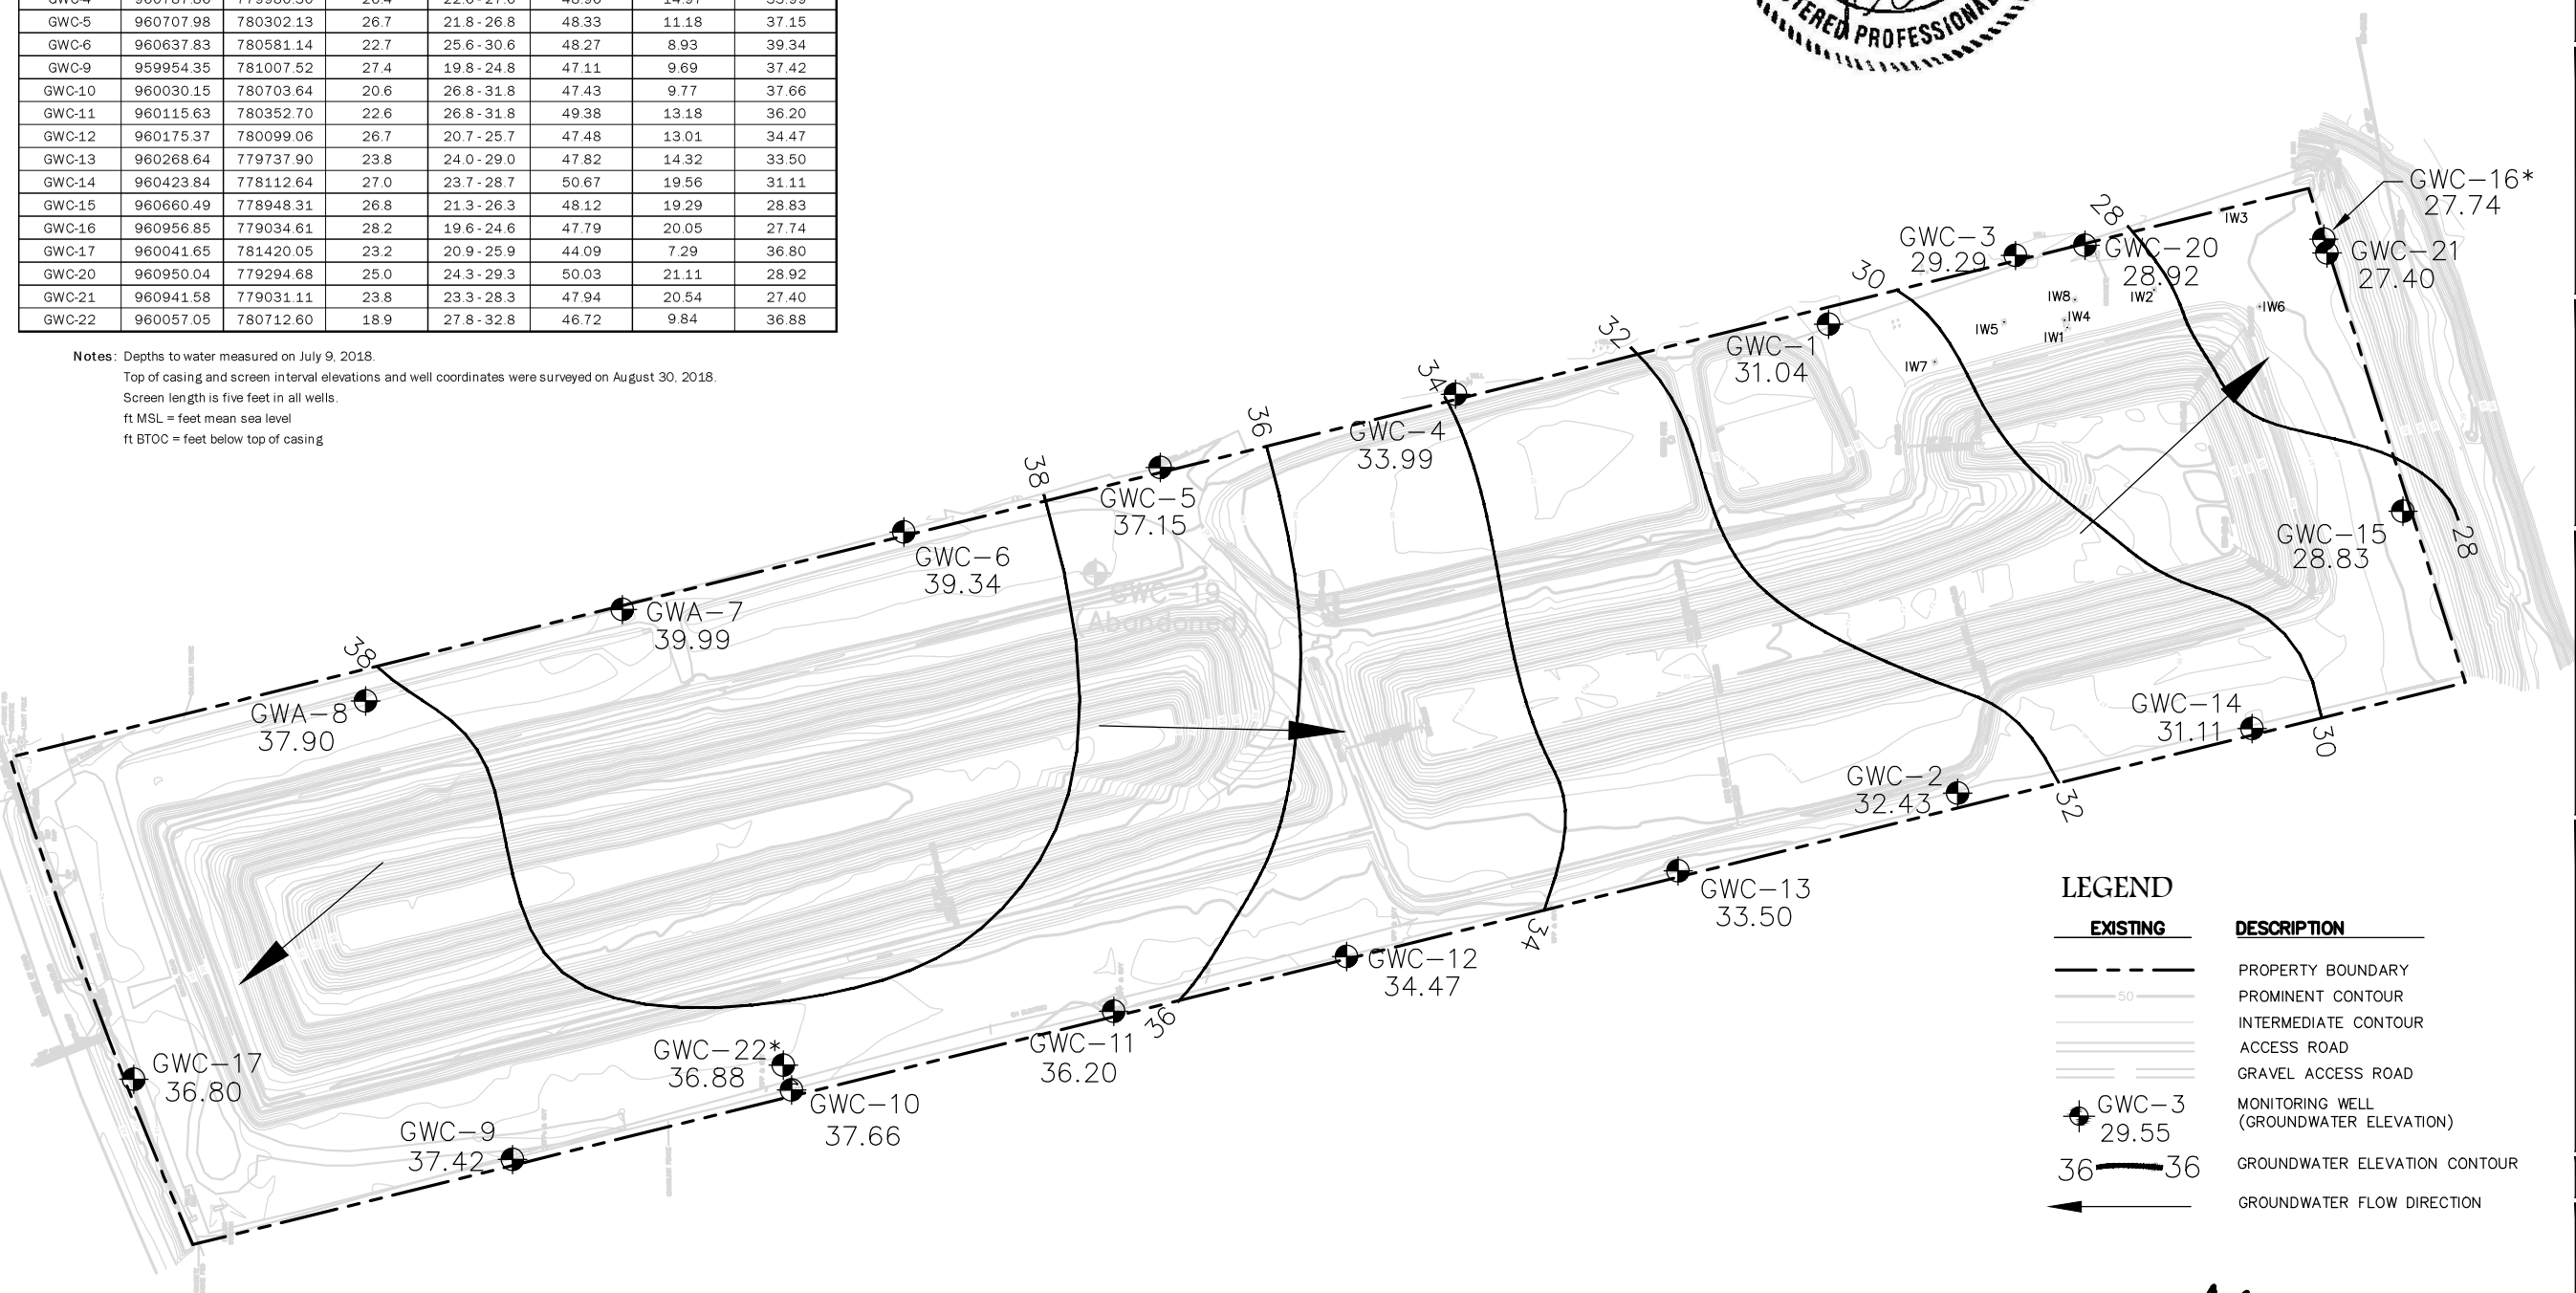 GWC-5 960707.98 780302.13 26.7 21.8 - 26.8 48.33 11.18 37.15
GWC-6 960637.83 780581.14 22.7 25.6 - 30.6 48.27 8.93 39.34
GWC-9 959954.35 781007.52 27.4 19.8 - 24.8 47.11 9.69 37.42
GWC-10 960030.15 780703.64 20.6 26.8 - 31.8 47.43 9.77 37.66
GWC-11 960115.63 780352.70 22.6 26.8 - 31.8 49.38 13.18 36.20
GWC-12 960175.37 780099.06 26.7 20.7 - 25.7 47.48 13.01 34.47
GWC-13 960268.64 779737.90 23.8 24.0 - 29.0 47.82 14.32 33.50
GWC-14 960423.84 778112.64 27.0 23.7 - 28.7 50.67 19.56 31.11
GWC-15 960660.49 778948.31 26.8 21.3 - 26.3 48.12 19.29 28.83
GWC-16 960956.85 779034.61 28.2 19.6 - 24.6 47.79 20.05 27.74
GWC-17 960041.65 781420.05 23.2 20.9 - 25.9 44.09 7.29 36.80
GWC-20 960950.04 779294.68 25.0 24.3 - 29.3 50.03 21.11 28.92
GWC-21 960941.58 779031.11 23.8 23.3 - 28.3 47.94 20.54 27.40
GWC-22 960057.05 780712.60 18.9 27.8 - 32.8 46.72 9.84 36.88
Notes: Depths to water measured on July 9, 2018.
Top of casing and screen interval elevations and well coordinates were surveyed on August 30, 2018.
Screen length is five feet in all wells.
ft MSL = feet mean sea level
ft BTOC = feet below top of casing
PROFESSIONAL
GWC-16*
27.74
GWC-21
27.40
IW3
28
GWC-20
28.92
GWC-3
29.29
30
IW8
IW2
IW6
IW4
IW5
IW1
IW7
32
GWC-1
31.04
34
GWC-4
33.99
36
38
GWC-5
37.15
GWC-6
39.34
GWC-19
(Abandoned)
GWA-7
39.99
38
GWA-8
37.90
GWC-15
28.83
28
GWC-14
31.11
30
GWC-2
32.43
32
GWC-13
33.50
34
GWC-12
34.47
36
GWC-11
36.20
GWC-22*
36.88
GWC-10
37.66
GWC-17
36.80
GWC-9
37.42
LEGEND
EXISTING DESCRIPTION
PROPERTY BOUNDARY
50 PROMINENT CONTOUR
INTERMEDIATE CONTOUR
ACCESS ROAD
GRAVEL ACCESS ROAD
GWC-3 MONITORING WELL
29.55 (GROUNDWATER ELEVATION)
36 36 GROUNDWATER ELEVATION CONTOUR
GROUNDWATER FLOW DIRECTION